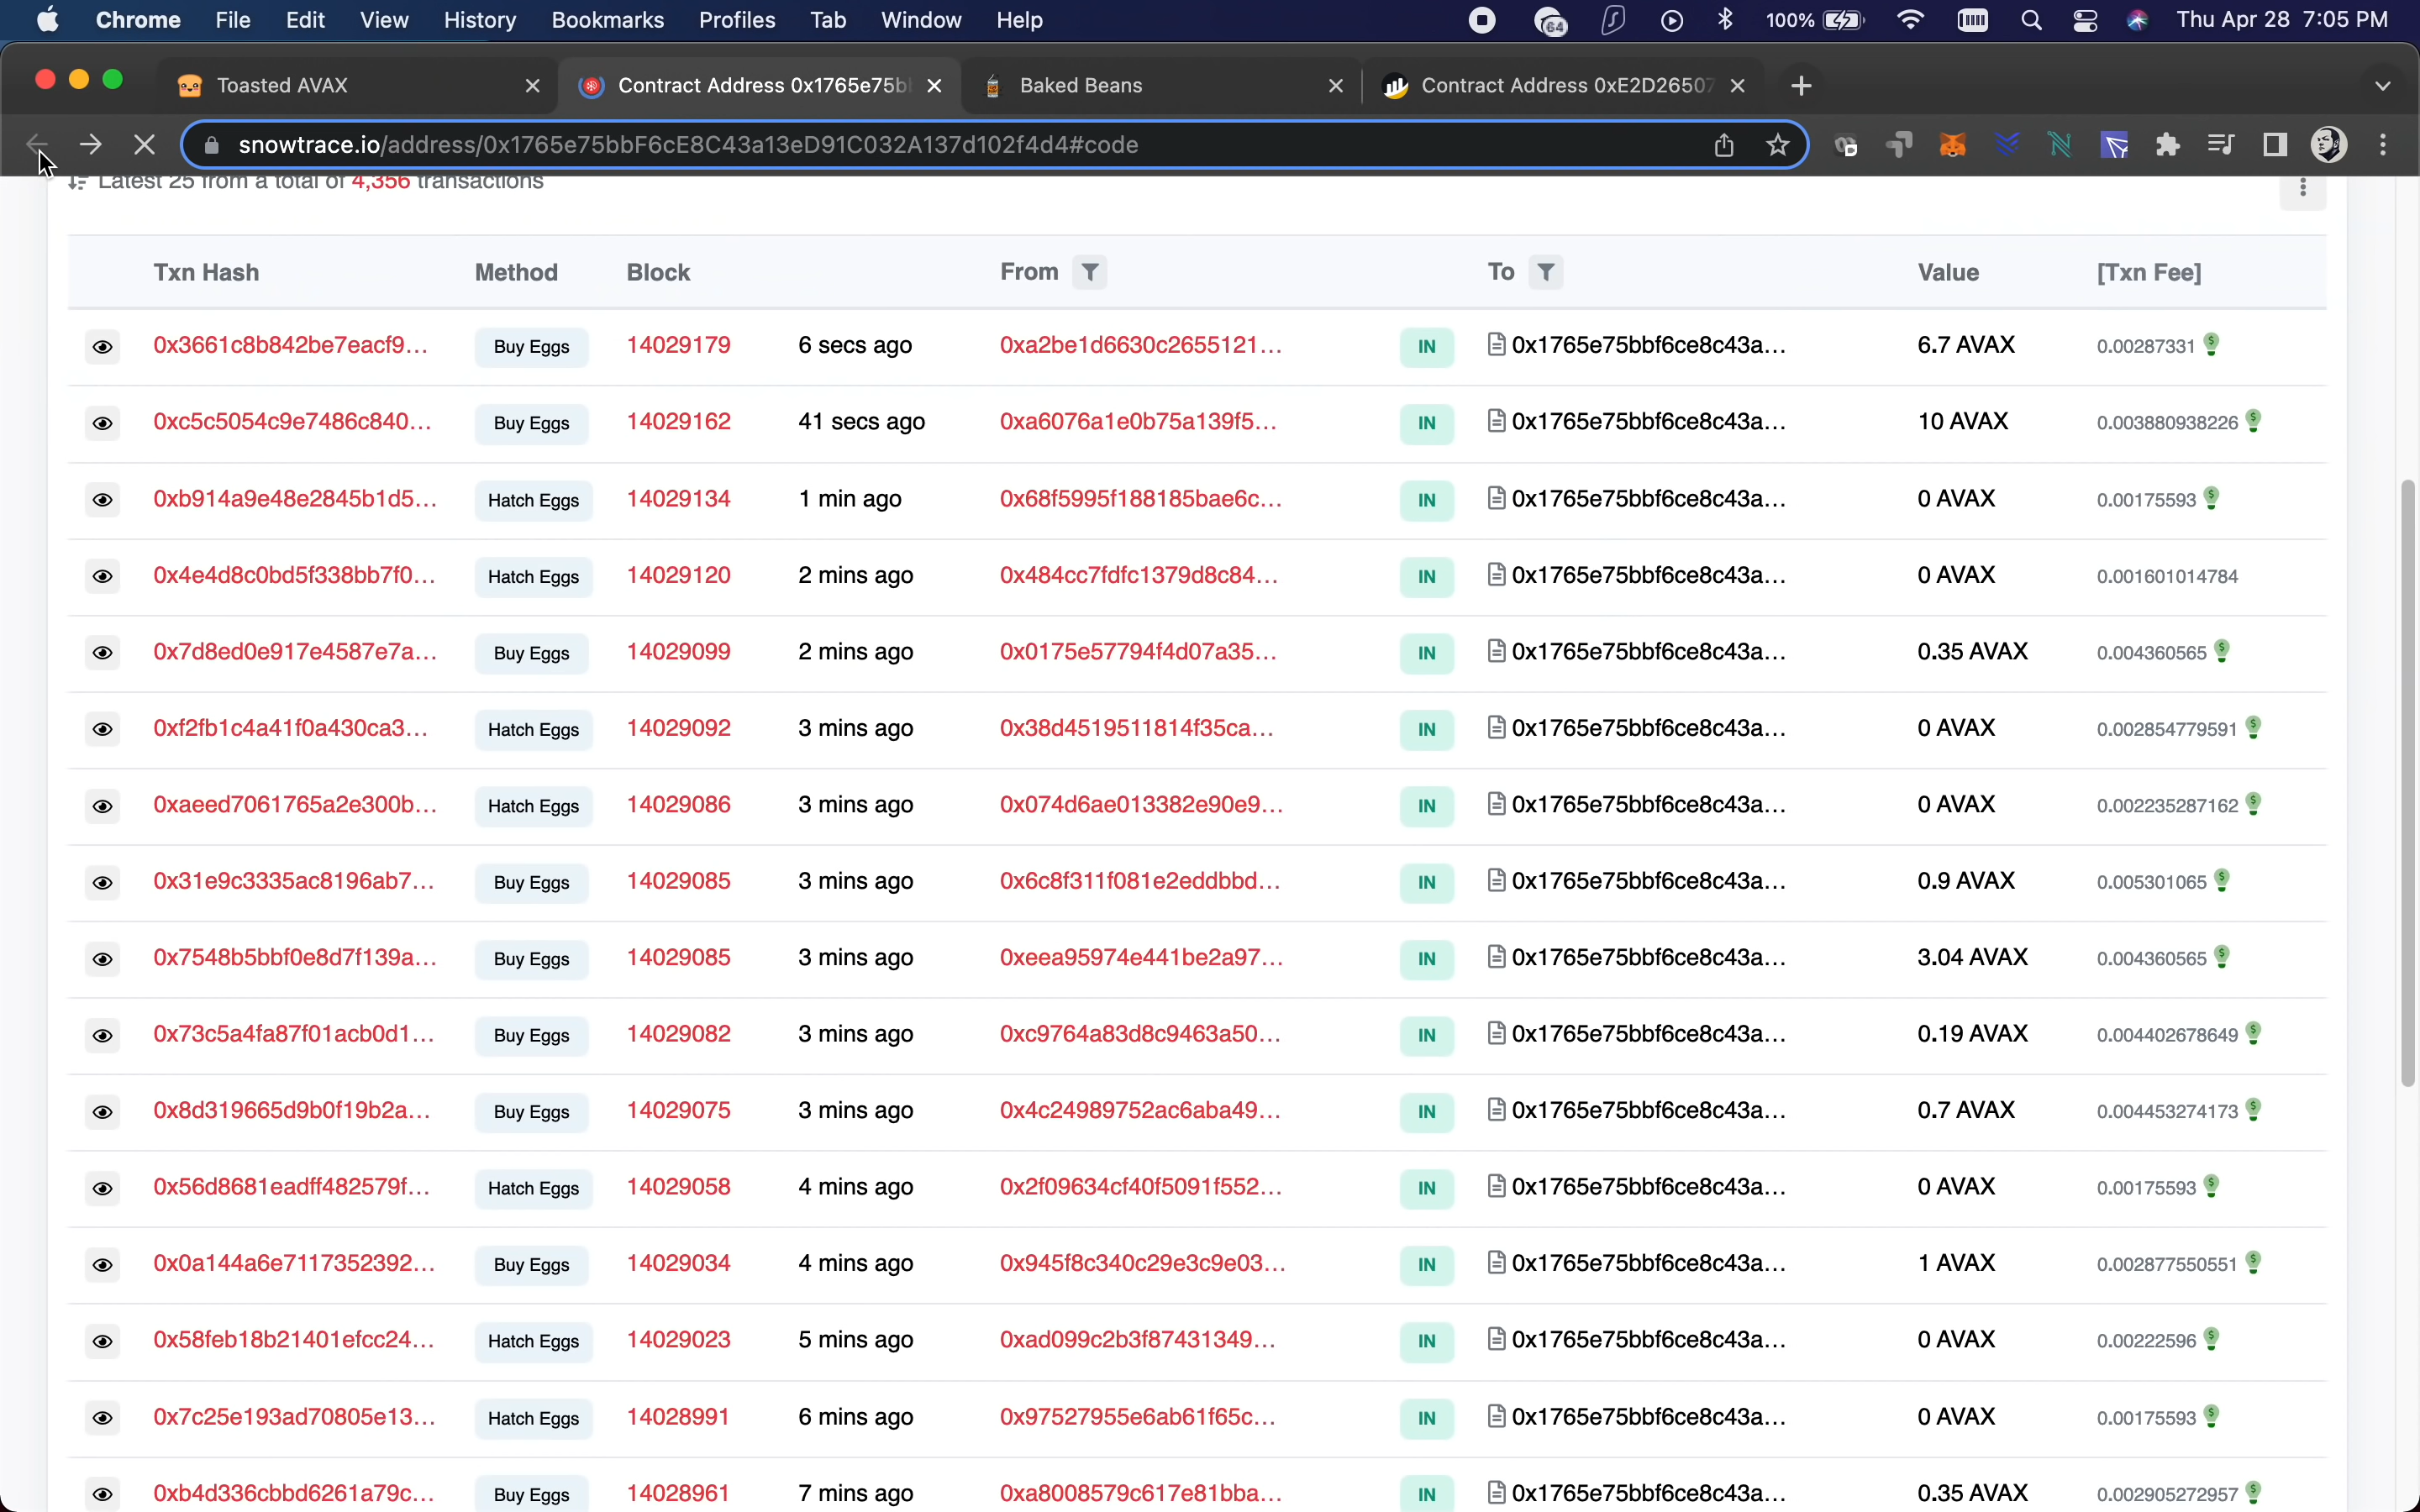 Chrome File Edit View History Bookmarks Profiles Tab Window Help 64 100% Thu Apr 28 7:05 PM
Toasted AVAX Contract Address 0x1765e75b Baked Beans Contract Address 0xE2D26507
snowtrace.io/address/0x1765e75bbF6cE8C43a13eD91C032A137d102f4d4#code
Latest 25 from a total of 4,356 transactions
Txn Hash Method Block From To Value [Txn Fee]
0x3661c8b842be7eacf9... Buy Eggs 14029179 6 secs ago 0xa2be1d6630c2655121... IN 0x1765e75bbf6ce8c43a... 6.7 AVAX 0.00287331
0xc5c5054c9e7486c840... Buy Eggs 14029162 41 secs ago 0xa6076a1e0b75a139f5... IN 0x1765e75bbf6ce8c43a... 10 AVAX 0.003880938226
0xb914a9e48e2845b1d5... Hatch Eggs 14029134 1 min ago 0x68f5995f188185bae6c... IN 0x1765e75bbf6ce8c43a... 0 AVAX 0.00175593
0x4e4d8c0bd5f338bb7f0... Hatch Eggs 14029120 2 mins ago 0x484cc7fdfc1379d8c84... IN 0x1765e75bbf6ce8c43a... 0 AVAX 0.001601014784
0x7d8ed0e917e4587e7a... Buy Eggs 14029099 2 mins ago 0x0175e57794f4d07a35... IN 0x1765e75bbf6ce8c43a... 0.35 AVAX 0.004360565
0xf2fb1c4a41f0a430ca3... Hatch Eggs 14029092 3 mins ago 0x38d4519511814f35ca... IN 0x1765e75bbf6ce8c43a... 0 AVAX 0.002854779591
0xaeed7061765a2e300b... Hatch Eggs 14029086 3 mins ago 0x074d6ae013382e90e9... IN 0x1765e75bbf6ce8c43a... 0 AVAX 0.002235287162
0x31e9c3335ac8196ab7... Buy Eggs 14029085 3 mins ago 0x6c8f311f081e2eddbbd... IN 0x1765e75bbf6ce8c43a... 0.9 AVAX 0.005301065
0x7548b5bbf0e8d7f139a... Buy Eggs 14029085 3 mins ago 0xeea95974e441be2a97... IN 0x1765e75bbf6ce8c43a... 3.04 AVAX 0.004360565
0x73c5a4fa87f01acb0d1... Buy Eggs 14029082 3 mins ago 0xc9764a83d8c9463a50... IN 0x1765e75bbf6ce8c43a... 0.19 AVAX 0.004402678649
0x8d319665d9b0f19b2a... Buy Eggs 14029075 3 mins ago 0x4c24989752ac6aba49... IN 0x1765e75bbf6ce8c43a... 0.7 AVAX 0.004453274173
0x56d8681eadff482579f... Hatch Eggs 14029058 4 mins ago 0x2f09634cf40f5091f552... IN 0x1765e75bbf6ce8c43a... 0 AVAX 0.00175593
0x0a144a6e7117352392... Buy Eggs 14029034 4 mins ago 0x945f8c340c29e3c9e03... IN 0x1765e75bbf6ce8c43a... 1 AVAX 0.002877550551
0x58feb18b21401efcc24... Hatch Eggs 14029023 5 mins ago 0xad099c2b3f87431349... IN 0x1765e75bbf6ce8c43a... 0 AVAX 0.00222596
0x7c25e193ad70805e13... Hatch Eggs 14028991 6 mins ago 0x97527955e6ab61f65c... IN 0x1765e75bbf6ce8c43a... 0 AVAX 0.00175593
0xb4d336cbbd6261a79c... Buy Eggs 14028961 7 mins ago 0xa8008579c617e81bba... IN 0x1765e75bbf6ce8c43a... 0.35 AVAX 0.002905272957